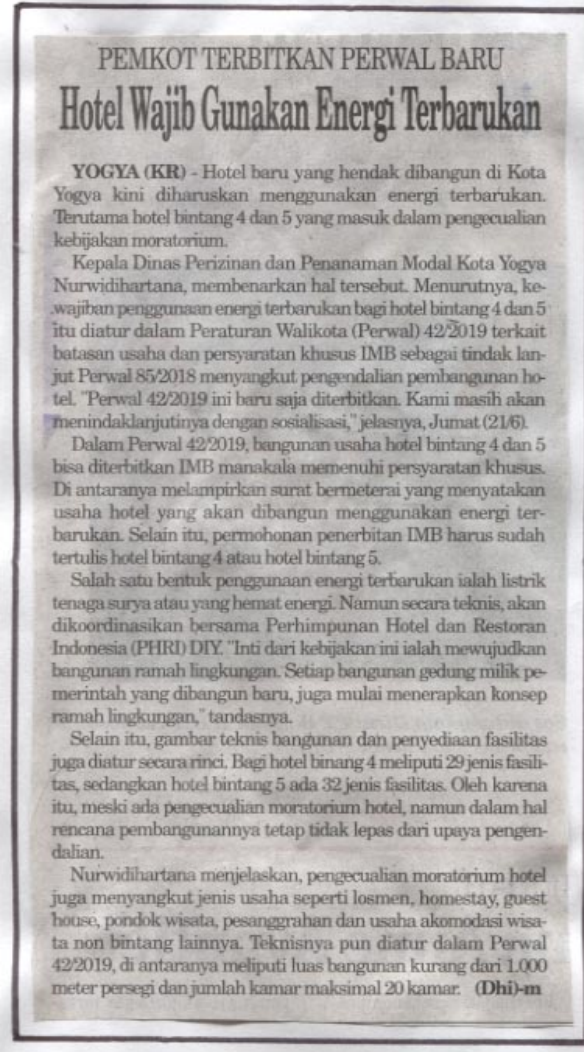 PEMKOT TERBITKAN PERWAL BARU
Hotel Wajib Gunakan Energi Terbarukan
YOGYA (KR) - Hotel baru yang hendak dibangun di Kota
Yogya kini diharuskan menggunakan energi terbarukan.
Terutama hotel bintang 4 dan 5 yang masuk dalam pengecualian
kebijakan moratorium.
Kepala Dinas Perizinan dan Penanaman Modal Kota Yogya
Nurwidihartana, membenarkan hal tersebut. Menurutnya, ke-
wajiban penggunaan energi terbarukan bagi hotel bintang 4 dan 5
itu diatur dalam Peraturan Walikota (Perwal) 42/2019 terkait
batasan usaha dan persyaratan khusus IMB sebagai tindak lan-
jut Perwal 85/2018 menyangkut pengendalian pembangunan ho-
tel. "Perwal 42/2019 ini baru saja diterbitkan. Kami masih akan
menindaklanjutinya dengan sosialisasi," jelasnya, Jumat (21/6).
Dalam Perwal 42/2019, bangunan usaha hotel bintang 4 dan 5
bisa diterbitkan IMB manakala memenuhi persyaratan khusus.
Di antaranya melampirkan surat bermeterai yang menyatakan
usaha hotel yang akan dibangun menggunakan energi ter-
barukan. Selain itu, permohonan penerbitan IMB harus sudah
tertulis hotel bintang 4 atau hotel bintang 5.
Salah satu bentuk penggunaan energi terbarukan ialah listrik
tenaga surya atau yang hemat energi. Namun secara teknis, akan
dikoordinasikan bersama Perhimpunan Hotel dan Restoran
Indonesia (PHRI) DIY. "Inti dari kebijakan ini ialah mewujudkan
bangunan ramah lingkungan. Setiap bangunan gedung milik pe-
merintah yang dibangun baru, juga mulai menerapkan konsep
ramah lingkungan," tandasnya.
Selain itu, gambar teknis bangunan dan penyediaan fasilitas
juga diatur secara rinci. Bagi hotel binang 4 meliputi 29 jenis fasili-
tas, sedangkan hotel bintang 5 ada 32 jenis fasilitas. Oleh karena
itu, meski ada pengecualian moratorium hotel, namun dalam hal
rencana pembangunannya tetap tidak lepas dari upaya pengen-
dalian.
Nurwidihartana menjelaskan, pengecualian moratorium hotel
juga menyangkut jenis usaha seperti losmen, homestay, guest
house, pondok wisata, pesanggrahan dan usaha akomodasi wisa-
ta non bintang lainnya. Teknisnya pun diatur dalam Perwal
42/2019, di antaranya meliputi luas bangunan kurang dari 1.000
meter persegi dan jumlah kamar maksimal 20 kamar. (Dhi)-m